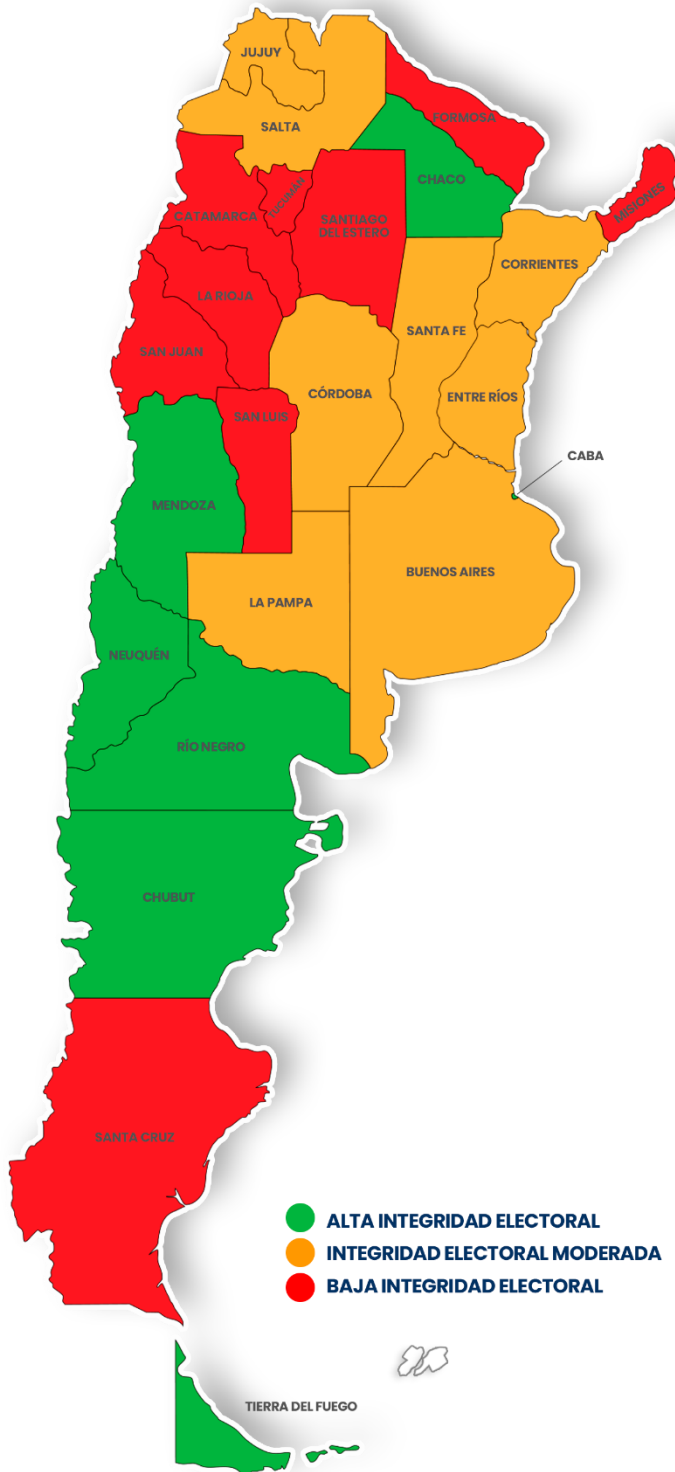 JUJUY
SALTA
FORMOSA
CHACO
MISIONES
TUCUMÁN
CATAMARCA
SANTIAGO
DEL ESTERO
CORRIENTES
LA RIOJA
SANTA FE
SAN JUAN
CÓRDOBA
ENTRE RÍOS
SAN LUIS
CABA
MENDOZA
BUENOS AIRES
LA PAMPA
NEUQUÉN
RÍO NEGRO
CHUBUT
SANTA CRUZ
ALTA INTEGRIDAD ELECTORAL
INTEGRIDAD ELECTORAL MODERADA
BAJA INTEGRIDAD ELECTORAL
TIERRA DEL FUEGO